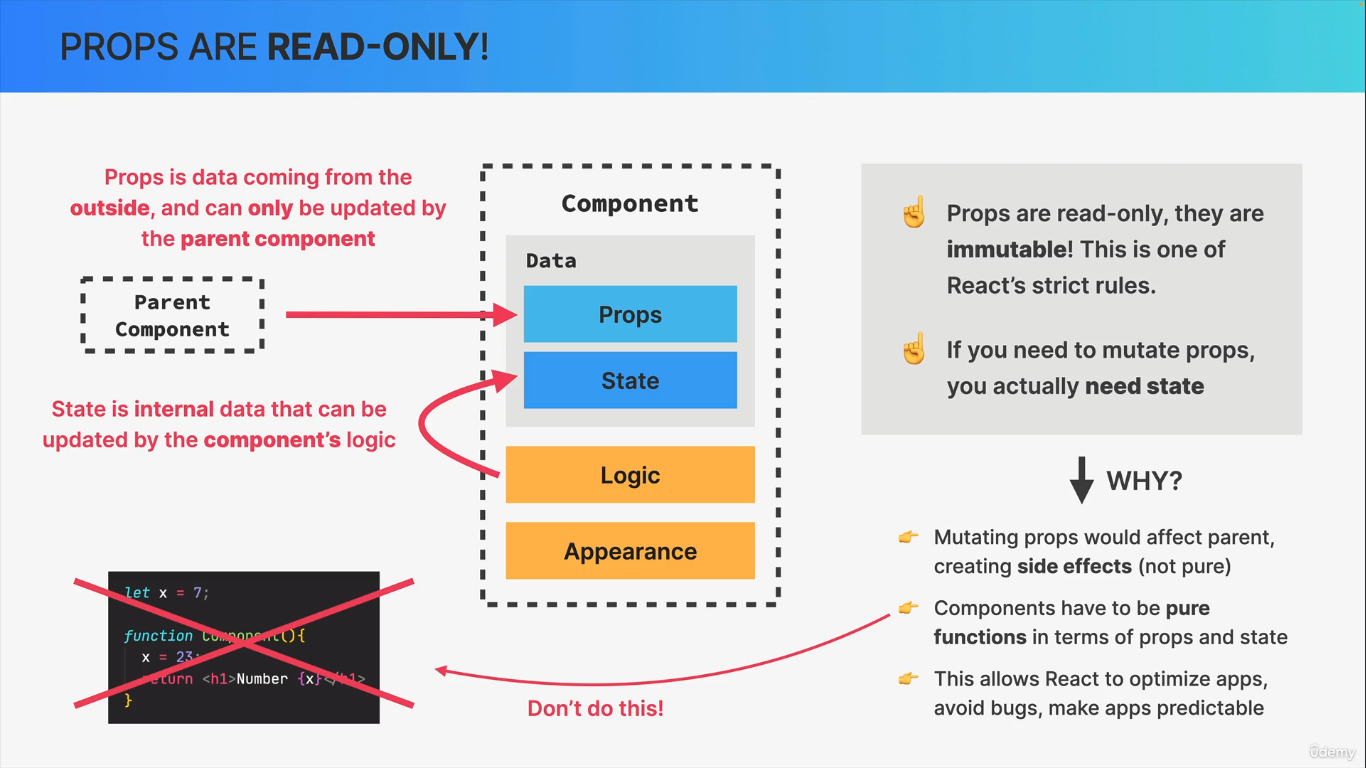 PROPS ARE READ-ONLY!
Props is data coming from the
outside, and can only be updated by
the parent component
Parent
Component
State is internal data that can be
updated by the component's logic
let x = 7;
function Component(){
x = 23;
return <h1>Number {x}</h1>
}
Component
Data
Props
State
Logic
Appearance
Don't do this!
☝️ Props are read-only, they are
immutable! This is one of
React's strict rules.
☝️ If you need to mutate props,
you actually need state
WHY?
👉 Mutating props would affect parent,
creating side effects (not pure)
👉 Components have to be pure
functions in terms of props and state
👉 This allows React to optimize apps,
avoid bugs, make apps predictable
ûdemy